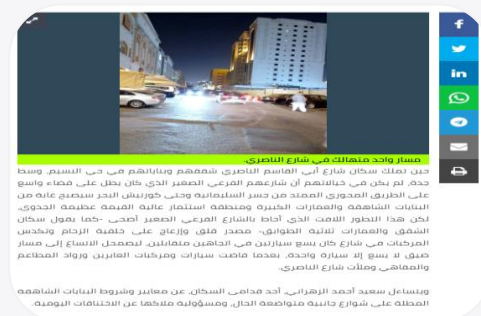 مسار واحد متهالك في شارع الناصري.
حين تملك سكان شارع أبي القاسم الناصري شققهم وبناياتهم في حي النسيم، وسط
جدة، لم يكن في خيالاتهم أن شارعهم الفرعي الصغير الذي كان يطل على فضاء واسع
على الطريق المحوري الممتد من جسر السليمانية وحتى كورنيش البحر سيصبح غابة من
البنايات الشاهقة والعمارات الكبيرة ومنطقة استثمار عالية القيمة عظيمة الجدوى،
لكن هذا التطور اللافت الذي أحاط بالشارع الفرعي الصغير أضحى -كما يقول سكان
الشقق والعمارات ثلاثية الطوابق- مصدر قلق وإزعاج على خلفية الزحام وتكدس
المركبات في شارع كان يسع سيارتين في اتجاهين متقابلين، ليضمحل الاتساع إلى مسار
ضيق لا يسع إلا سيارة واحدة، بعدما فاضت سيارات ومركبات العابرين ورواد المطاعم
والمقاهي وملأت شارع الناصري.
ويتساءل سعيد أحمد الزهراني، أحد قدامى السكان، عن معايير وشروط البنايات الشاهقة
المطلة على شوارع جانبية متواضعة الحال، ومسؤولية ملاكها عن الاختناقات اليومية.